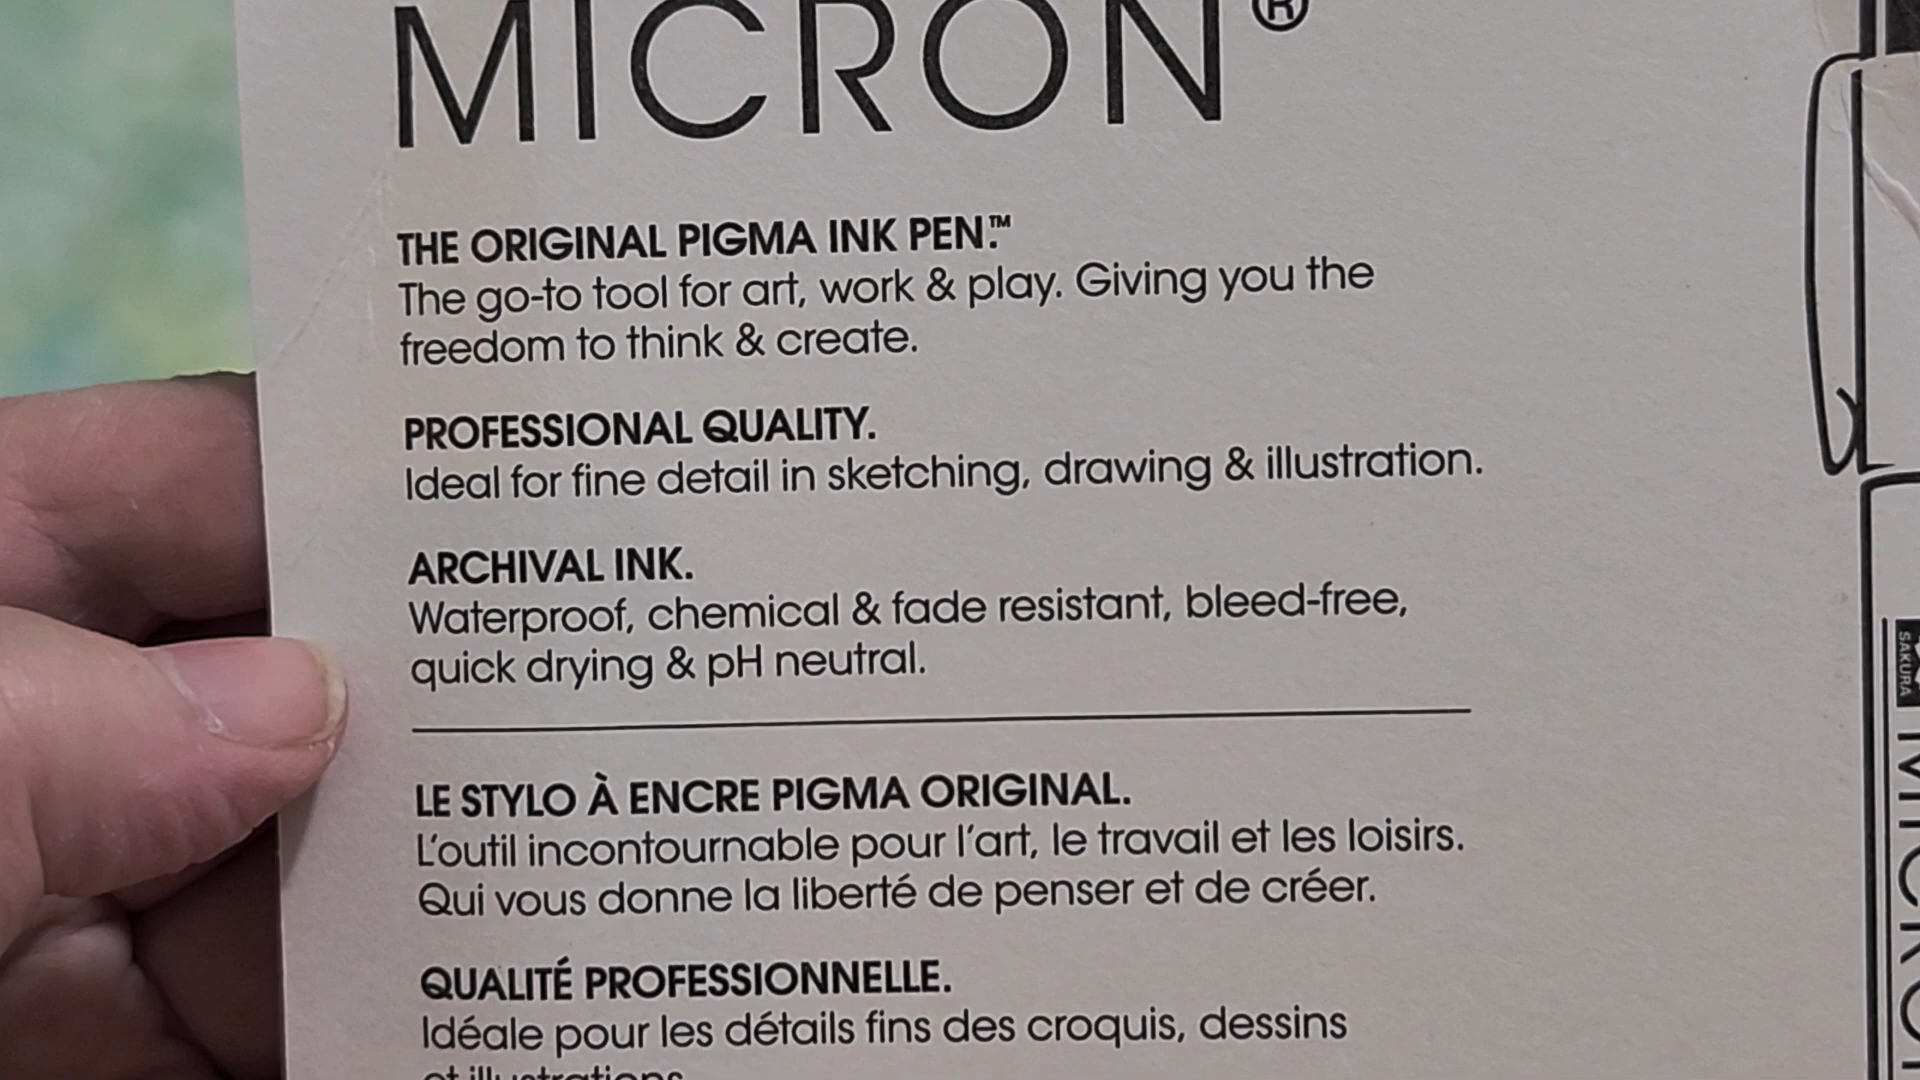 MICRON®
THE ORIGINAL PIGMA INK PEN.™
The go-to tool for art, work & play. Giving you the
freedom to think & create.
PROFESSIONAL QUALITY.
Ideal for fine detail in sketching, drawing & illustration.
ARCHIVAL INK.
Waterproof, chemical & fade resistant, bleed-free,
quick drying & pH neutral.
LE STYLO À ENCRE PIGMA ORIGINAL.
L'outil incontournable pour l'art, le travail et les loisirs.
Qui vous donne la liberté de penser et de créer.
QUALITÉ PROFESSIONNELLE.
Idéale pour les détails fins des croquis, dessins
et illustrations
SAKURA
MICRON